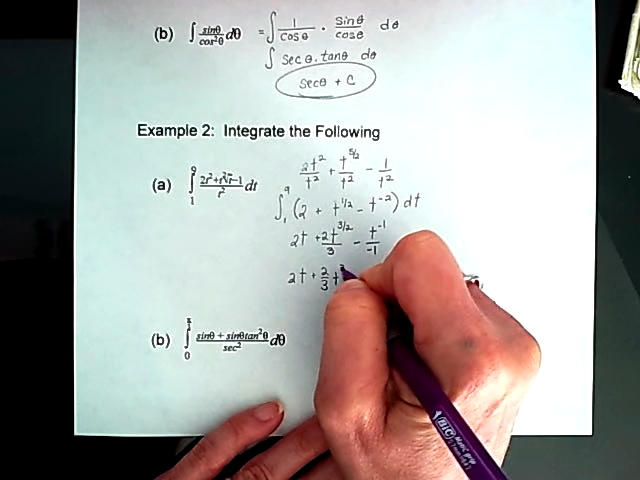 (b) ∫ sinθ/cos²θ dθ = ∫ 1/cosθ · sinθ/cosθ dθ
∫ secθ · tanθ dθ
secθ + C
Example 2: Integrate the Following
2t²/t² + t^5/2/t² - 1/t²
(a) ∫₁⁹ 2t²+t²√t-1/t² dt
∫₁⁹ (2 + t^1/2 - t^-2) dt
2t + 2t^3/2/3 - t^-1/-1
2t + 2/3 t
(b) ∫₀ sinθ + sinθtan²θ/sec² dθ
BIC